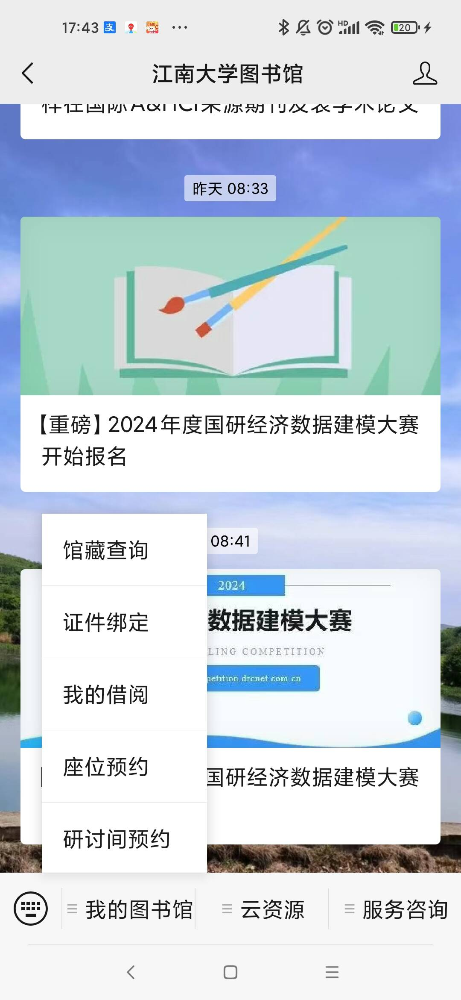 17:43
支
618
HD
20
江南大学图书馆
样在国际A&HCI来源期刊发表学术论文
昨天 08:33
【重磅】2024年度国研经济数据建模大赛
开始报名
08:41
2024
数据建模大赛
LING COMPETITION
petition.drcnet.com.cn
国研经济数据建模大赛
馆藏查询
证件绑定
我的借阅
座位预约
研讨间预约
我的图书馆
云资源
服务咨询